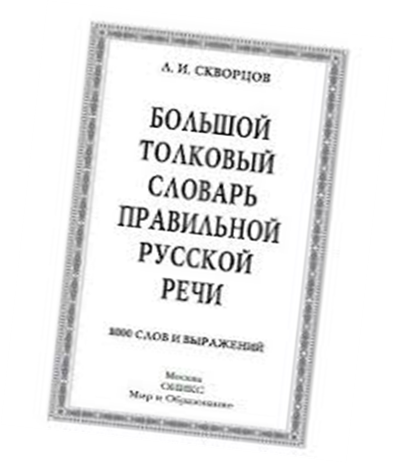 Л. И. СКВОРЦОВ
БОЛЬШОЙ
ТОЛКОВЫЙ
СЛОВАРЬ
ПРАВИЛЬНОЙ
РУССКОЙ
РЕЧИ
8000 СЛОВ И ВЫРАЖЕНИЙ
Москва
ОНИКС
Мир и Образование